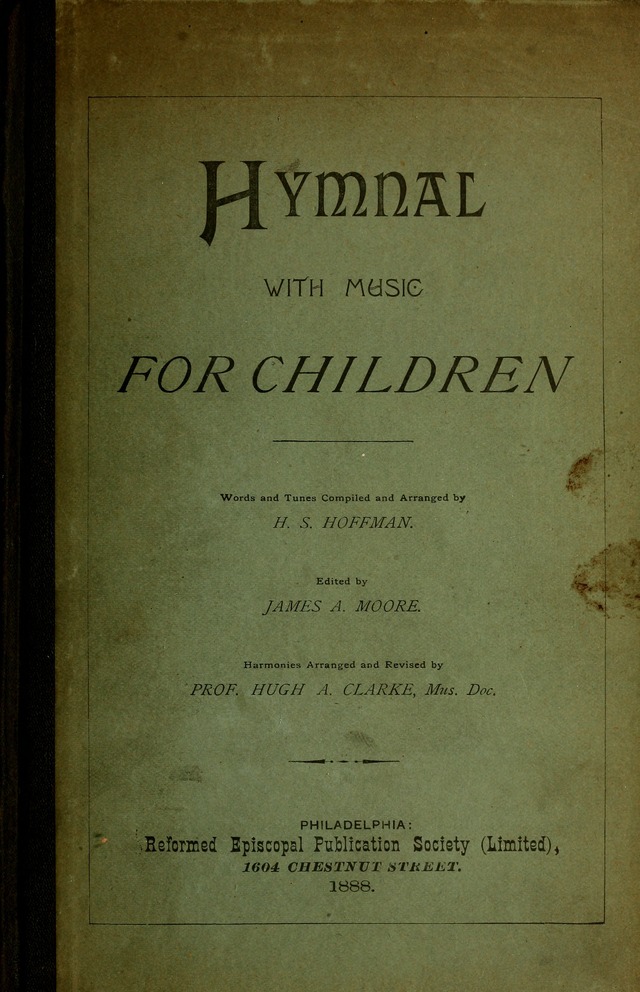 HYMNAL
WITH MUSIC
FOR CHILDREN
Words and Tunes Compiled and Arranged by
H. S. HOFFMAN.
Edited by
JAMES A. MOORE.
Harmonies Arranged and Revised by
PROF. HUGH A. CLARKE, Mus. Doc.
PHILADELPHIA:
Reformed Episcopal Publication Society (Limited),
1604 CHESTNUT STREET.
1888.